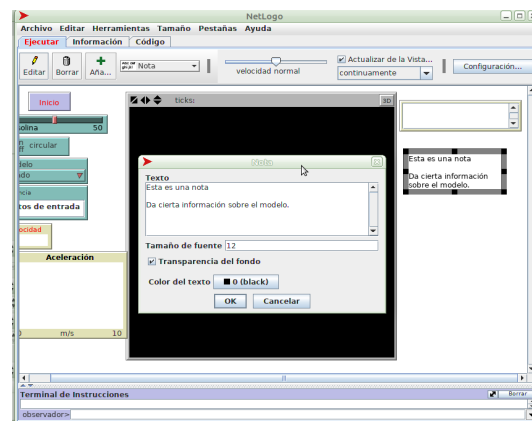 NetLogo
Archivo Editar Herramientas Tamaño Pestañas Ayuda
Ejecutar Información Código
Editar Borrar Aña... Nota
velocidad normal
Actualizar de la Vista...
continuamente
Configuración...
Inicio
ticks:
3D
olina 50
circular
delo
do
ncia
tos de entrada
ocidad
Aceleración
0 m/s 10
Nota
Texto
Esta es una nota
Da cierta información sobre el modelo.
Tamaño de fuente 12
Transparencia del fondo
Color del texto 0 (black)
OK Cancelar
Esta es una nota
Da cierta información
sobre el modelo.
Terminal de Instrucciones
Borrar
observador>